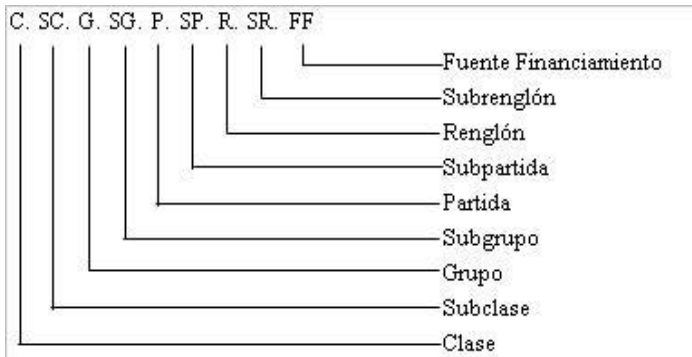 C. SC. G. SG. P. SP. R. SR. FF
Fuente Financiamiento
Subrenglón
Renglón
Subpartida
Partida
Subgrupo
Grupo
Subclase
Clase